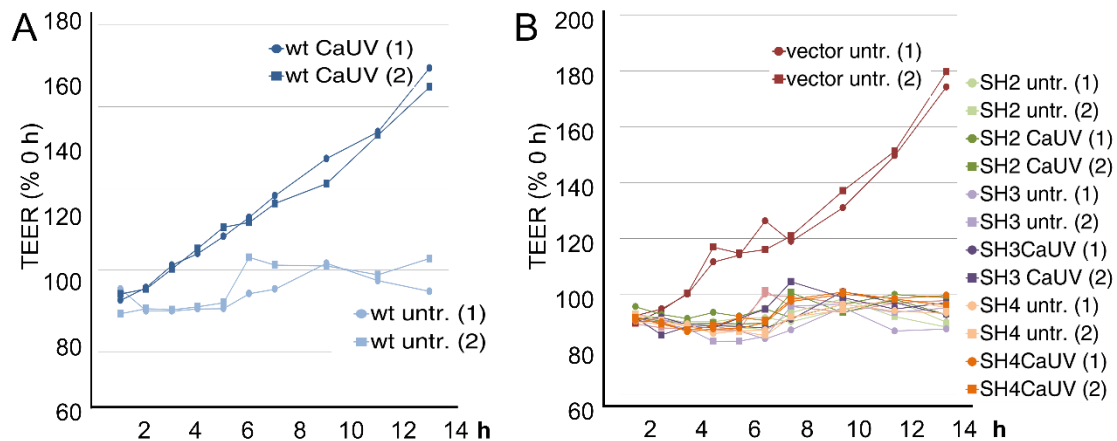 A
TEER (% 0 h)
180
160
140
120
100
80
60
wt CaUV (1)
wt CaUV (2)
wt untr. (1)
wt untr. (2)
2 4 6 8 10 12 14 h
B
TEER (% 0 h)
200
180
160
140
120
100
80
60
vector untr. (1)
vector untr. (2)
2 4 6 8 10 12 14 h
SH2 untr. (1)
SH2 untr. (2)
SH2 CaUV (1)
SH2 CaUV (2)
SH3 untr. (1)
SH3 untr. (2)
SH3CaUV (1)
SH3 CaUV (2)
SH4 untr. (1)
SH4 untr. (2)
SH4CaUV (1)
SH4CaUV (2)